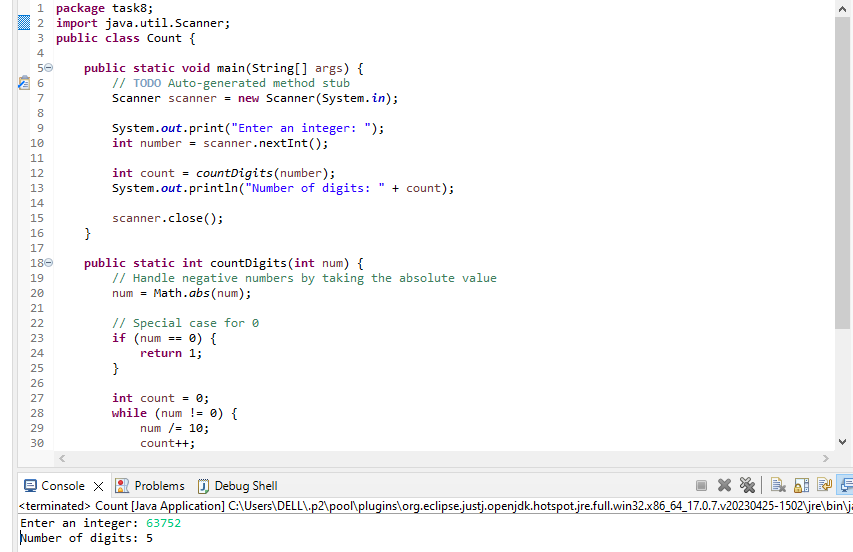 1 package task8;
2 import java.util.Scanner;
3 public class Count {
4
5 public static void main(String[] args) {
6 // TODO Auto-generated method stub
7 Scanner scanner = new Scanner(System.in);
8
9 System.out.print("Enter an integer: ");
10 int number = scanner.nextInt();
11
12 int count = countDigits(number);
13 System.out.println("Number of digits: " + count);
14
15 scanner.close();
16 }
17
18 public static int countDigits(int num) {
19 // Handle negative numbers by taking the absolute value
20 num = Math.abs(num);
21
22 // Special case for 0
23 if (num == 0) {
24 return 1;
25 }
26
27 int count = 0;
28 while (num != 0) {
29 num /= 10;
30 count++;
Console Problems Debug Shell
<terminated> Count [Java Application] C:\Users\DELL\.p2\pool\plugins\org.eclipse.justj.openjdk.hotspot.jre.full.win32.x86_64_17.0.7.v20230425-1502\jre\bin\j
Enter an integer: 63752
Number of digits: 5